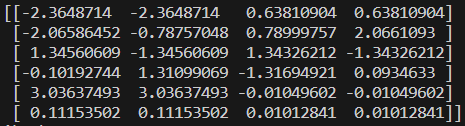 [[-2.3648714  -2.3648714   0.63810904  0.63810904]
 [-2.06586452 -0.78757048  0.78999757  2.0661093 ]
 [ 1.34560609 -1.34560609  1.34326212 -1.34326212]
 [-0.10192744  1.31099069 -1.31694921  0.0934633 ]
 [ 3.03637493  3.03637493 -0.01049602 -0.01049602]
 [ 0.11153502  0.11153502  0.01012841  0.01012841]]